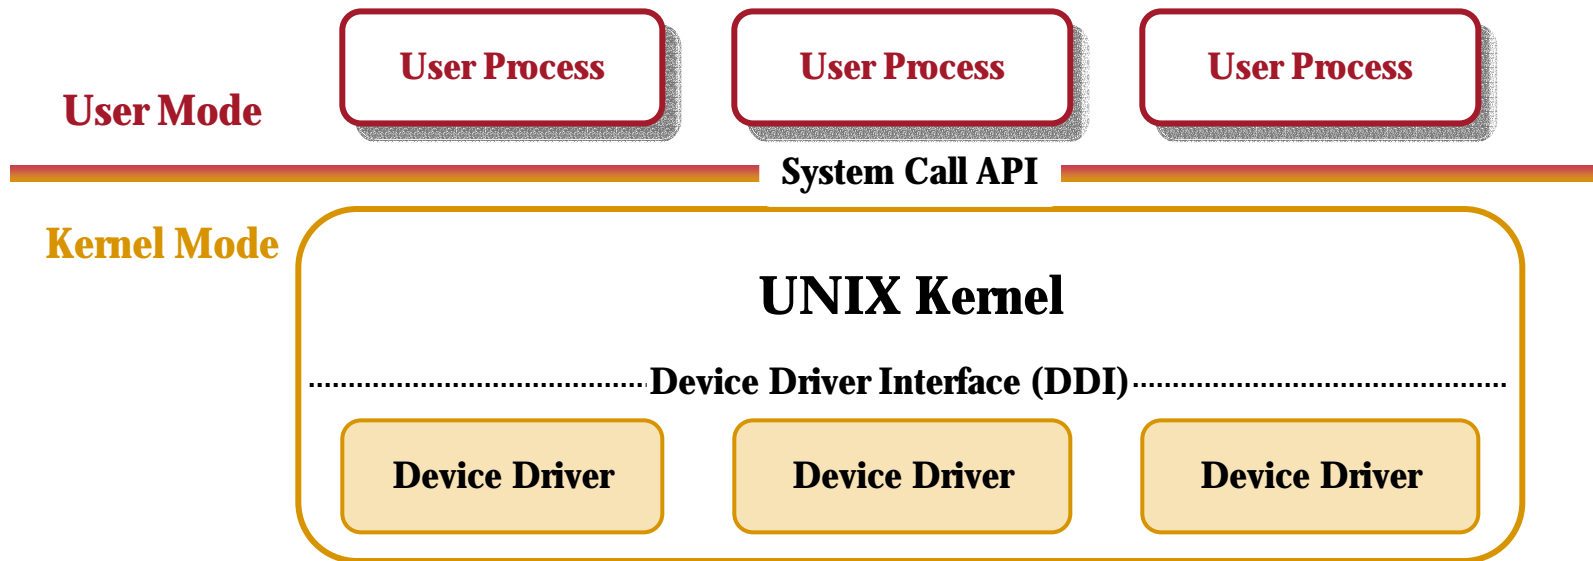 User Process
User Process
User Process
User Mode
System Call API
Kernel Mode
UNIX Kernel
Device Driver Interface (DDI)
Device Driver
Device Driver
Device Driver